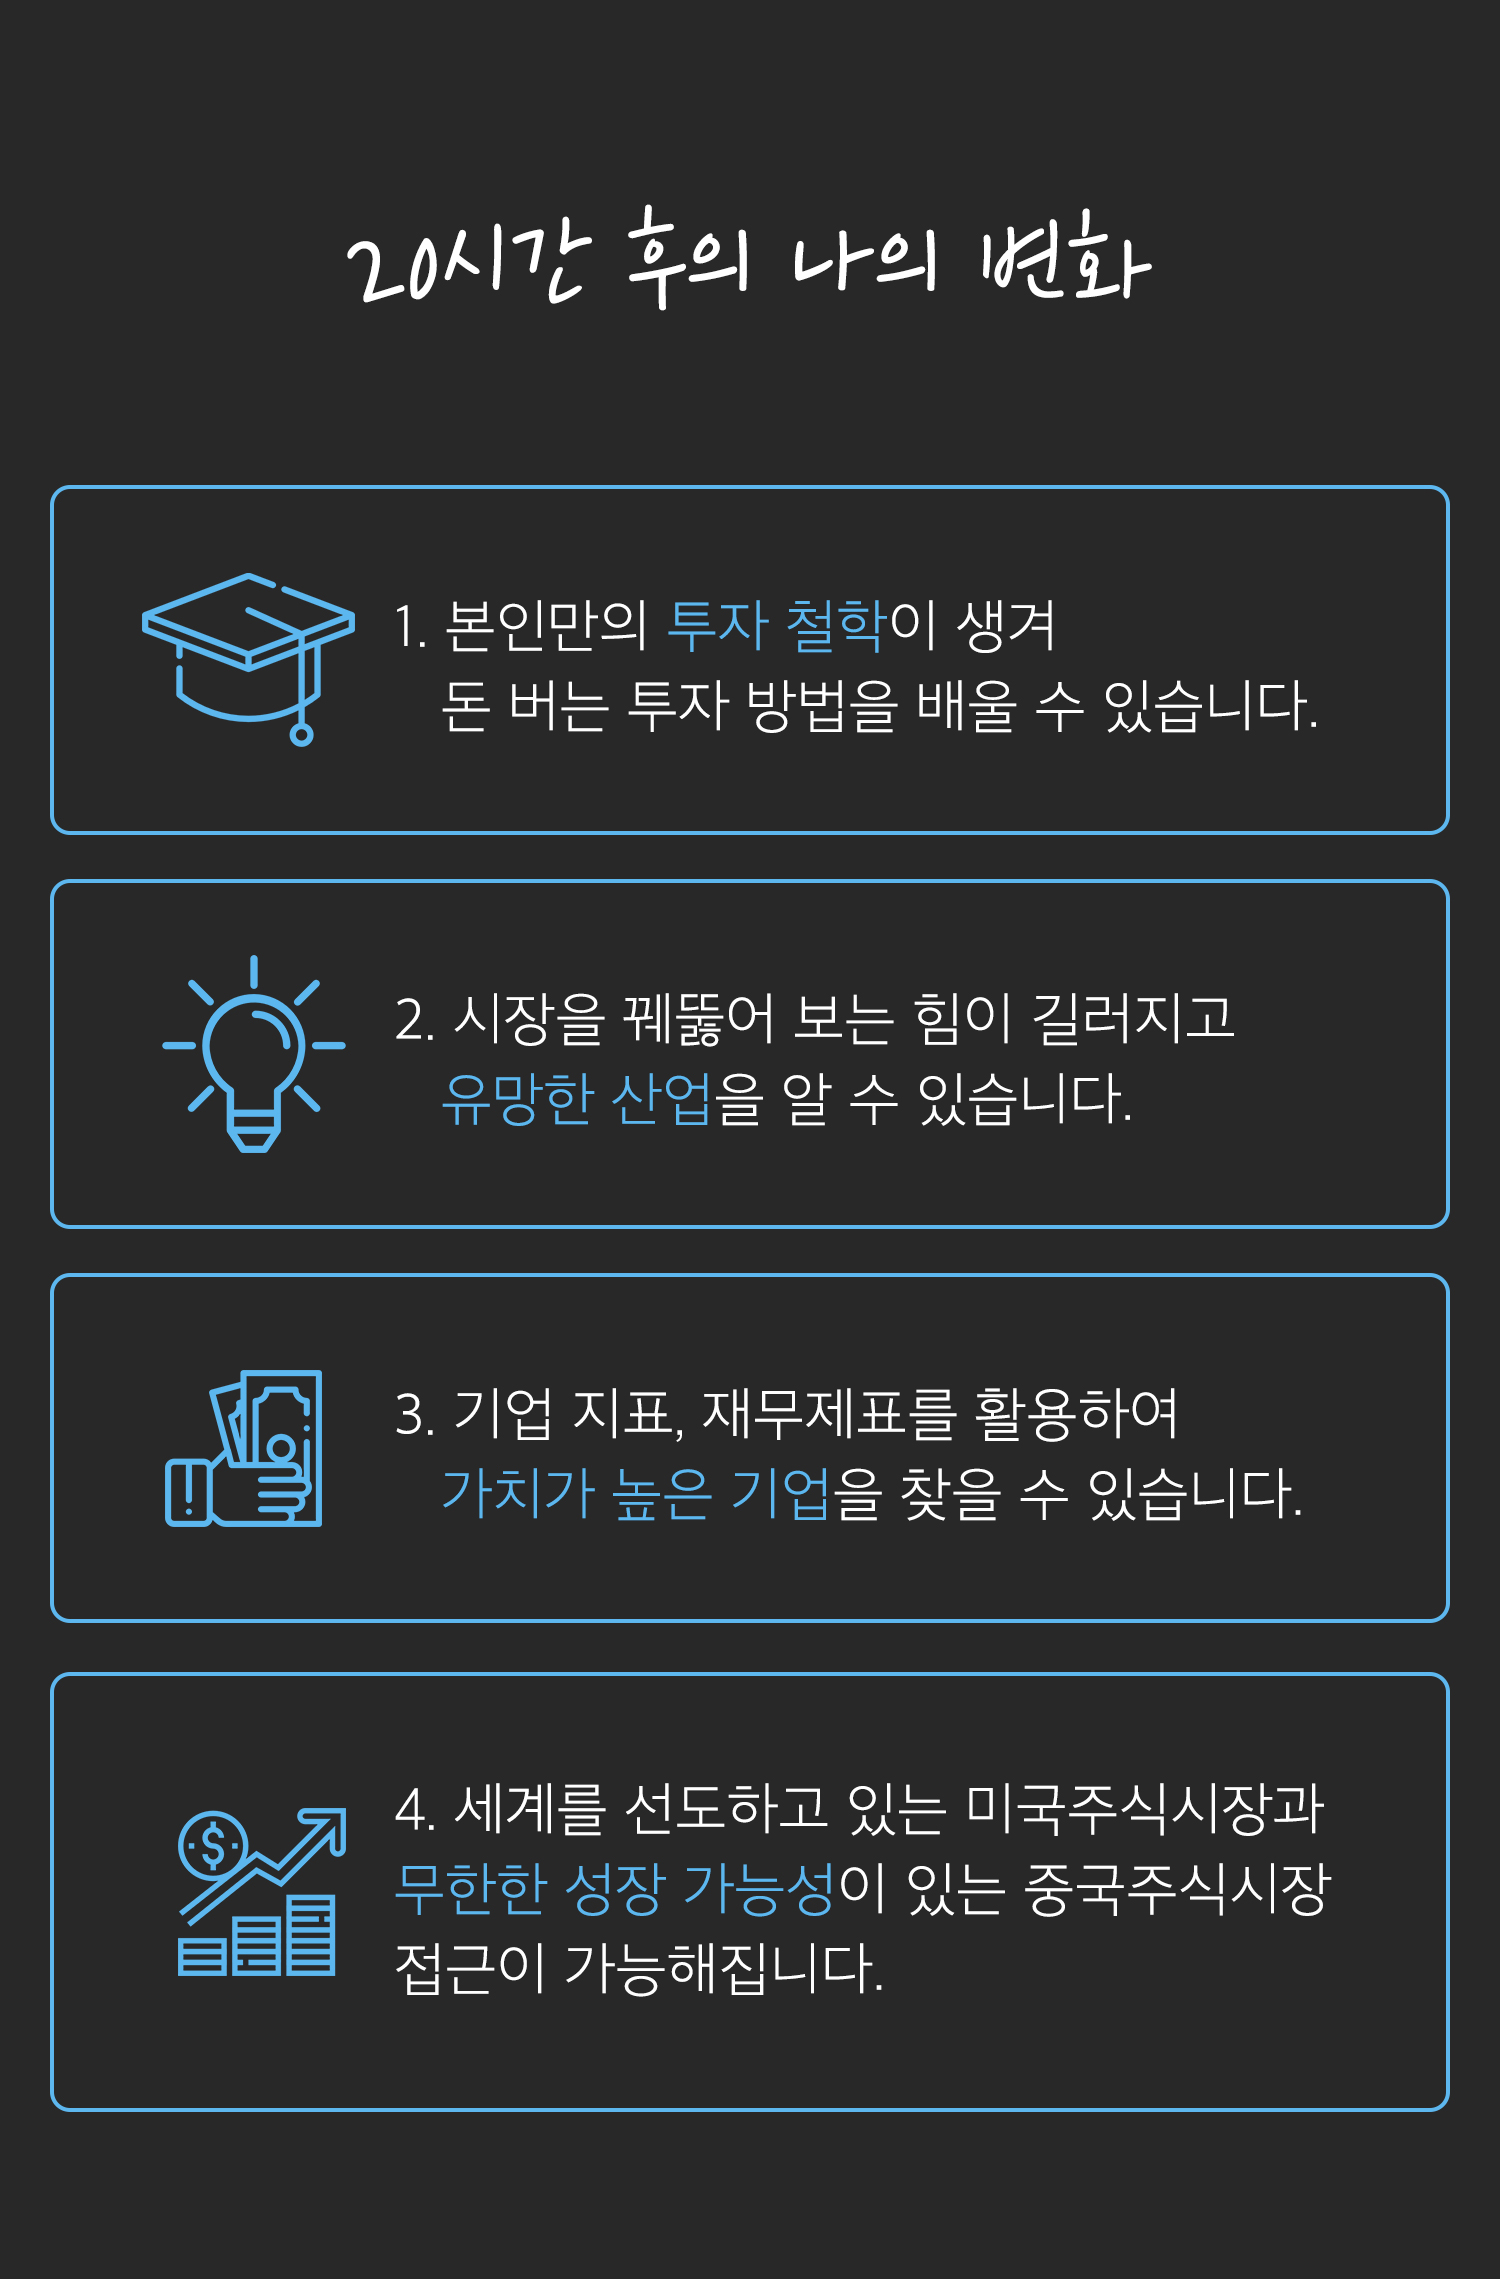 20시간 후의 나의 변화
1. 본인만의 투자 철학이 생겨
돈 버는 투자 방법을 배울 수 있습니다.
2. 시장을 꿰뚫어 보는 힘이 길러지고
유망한 산업을 알 수 있습니다.
3. 기업 지표, 재무제표를 활용하여
가치가 높은 기업을 찾을 수 있습니다.
$
4. 세계를 선도하고 있는 미국주식시장과
무한한 성장 가능성이 있는 중국주식시장
접근이 가능해집니다.